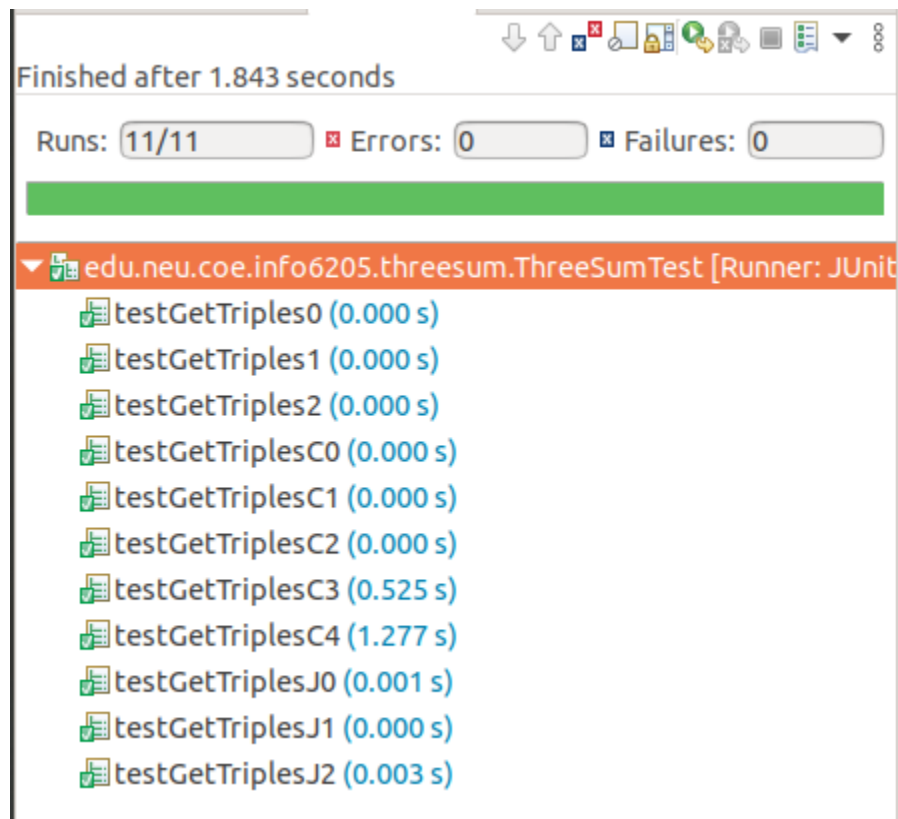 Finished after 1.843 seconds
Runs: 11/11 Errors: 0 Failures: 0
edu.neu.coe.info6205.threesum.ThreeSumTest [Runner: JUnit
testGetTriples0 (0.000 s)
testGetTriples1 (0.000 s)
testGetTriples2 (0.000 s)
testGetTriplesC0 (0.000 s)
testGetTriplesC1 (0.000 s)
testGetTriplesC2 (0.000 s)
testGetTriplesC3 (0.525 s)
testGetTriplesC4 (1.277 s)
testGetTriplesJ0 (0.001 s)
testGetTriplesJ1 (0.000 s)
testGetTriplesJ2 (0.003 s)